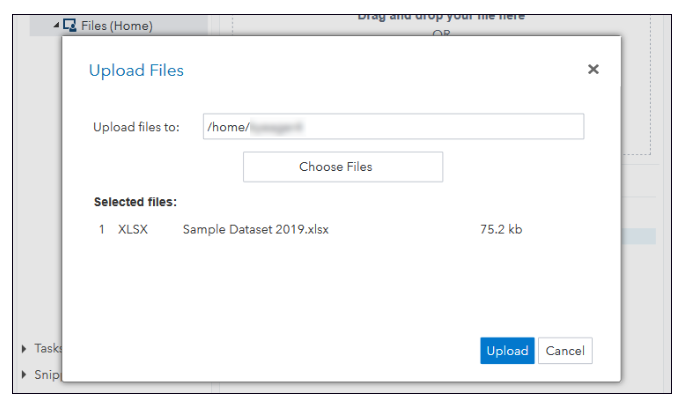 Files (Home)
Drag and drop your file here
OR
Upload Files
Upload files to: /home/
Choose Files
Selected files:
1 XLSX Sample Dataset 2019.xlsx 75.2 kb
Upload Cancel
Tasks
Snip